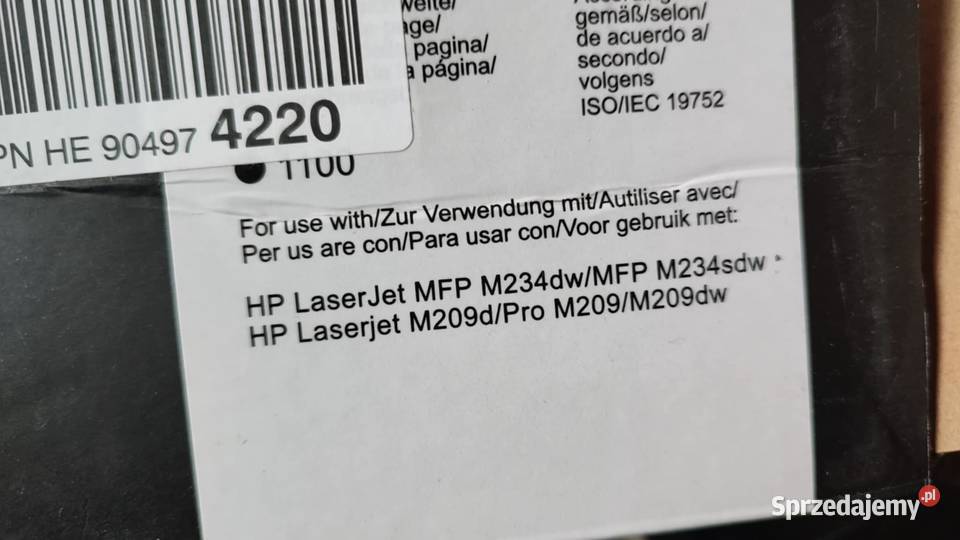 PN HE 90497 4220
age/
pagina/
a página/
gemäß/selon/
de acuerdo a/
secondo/
volgens
ISO/IEC 19752
1100
For use with/Zur Verwendung mit/Autiliser avec/
Per us are con/Para usar con/Voor gebruik met:
HP LaserJet MFP M234dw/MFP M234sdw
HP Laserjet M209d/Pro M209/M209dw
Sprzedajemy.pl